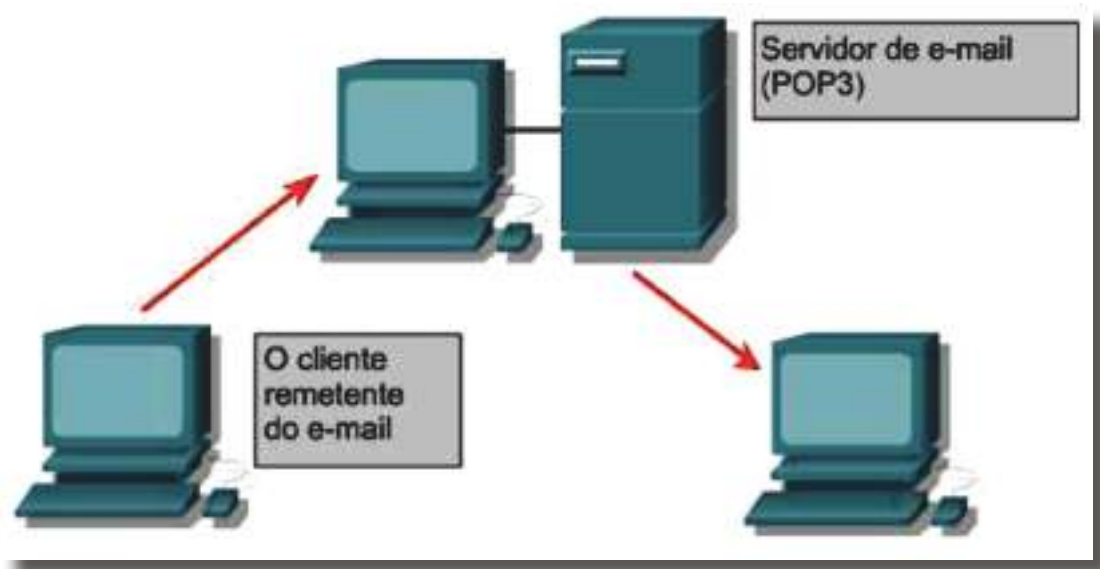 Servidor de e-mail
(POP3)
O cliente
remetente
do e-mail